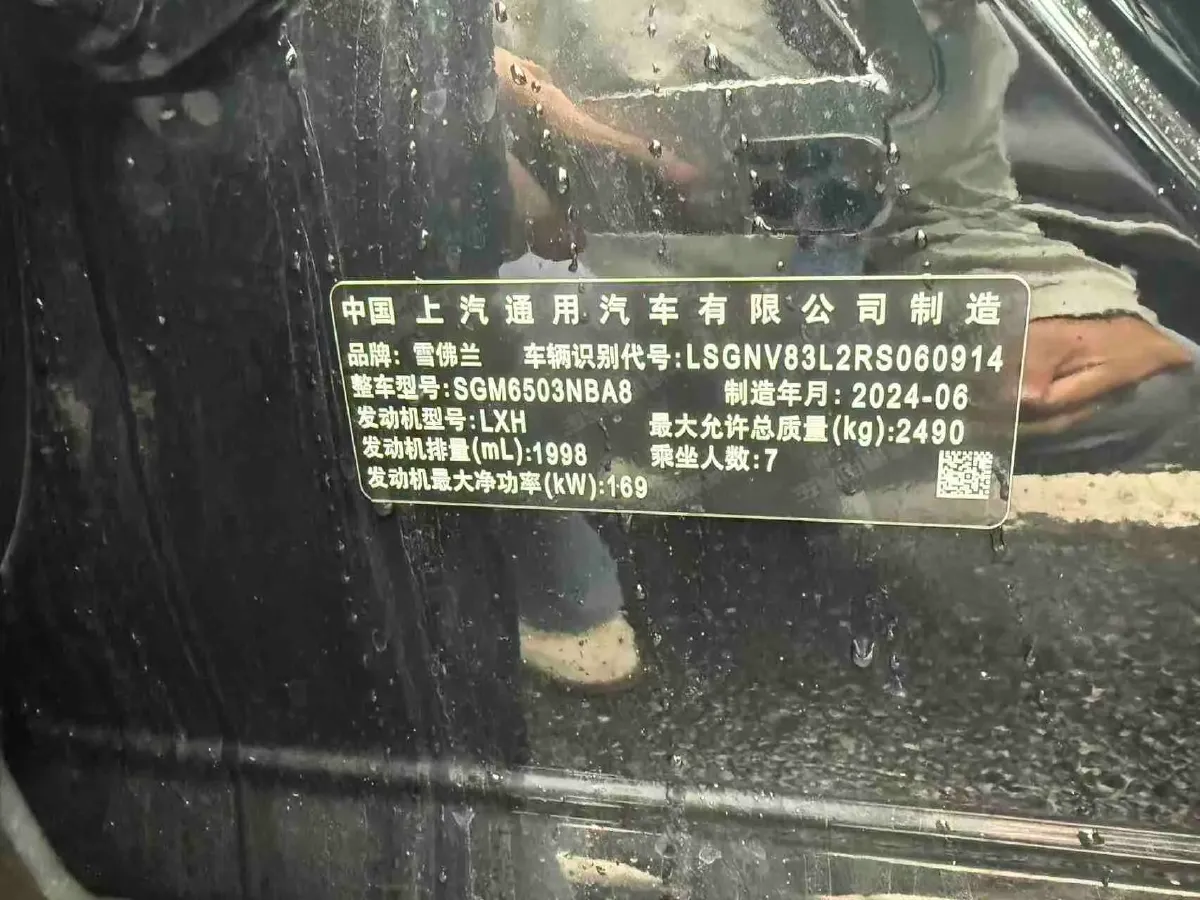 中国 上汽通用汽车有限公司制造
品牌: 雪佛兰 车辆识别代号:LSGNV83L2RS060914
整车型号:SGM6503NBA8 制造年月: 2024-06
发动机型号:LXH 最大允许总质量(kg):2490
发动机排量(mL):1998 乘坐人数:7
发动机最大净功率(kW):169